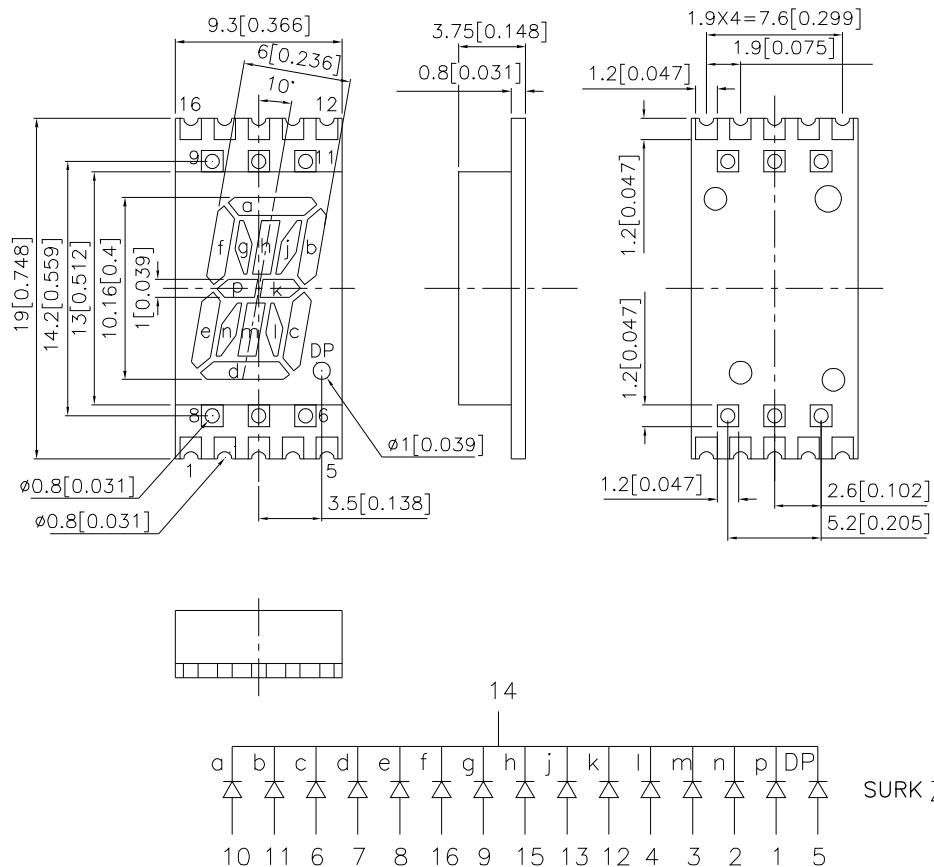 9.3[0.366]
6[0.236]
10°
16 12
9 11
19[0.748]
14.2[0.559]
13[0.512]
10.16[0.4]
1[0.039]
a
f g h j b
p k
e n m l c
d
DP
8 6
1 5
ø0.8[0.031]
ø0.8[0.031]
ø1[0.039]
3.5[0.138]
3.75[0.148]
0.8[0.031]
1.9X4=7.6[0.299]
1.9[0.075]
1.2[0.047]
1.2[0.047]
1.2[0.047]
1.2[0.047]
2.6[0.102]
5.2[0.205]
14
a b c d e f g h j k l m n p DP
SURK
10 11 6 7 8 16 9 15 13 12 4 3 2 1 5